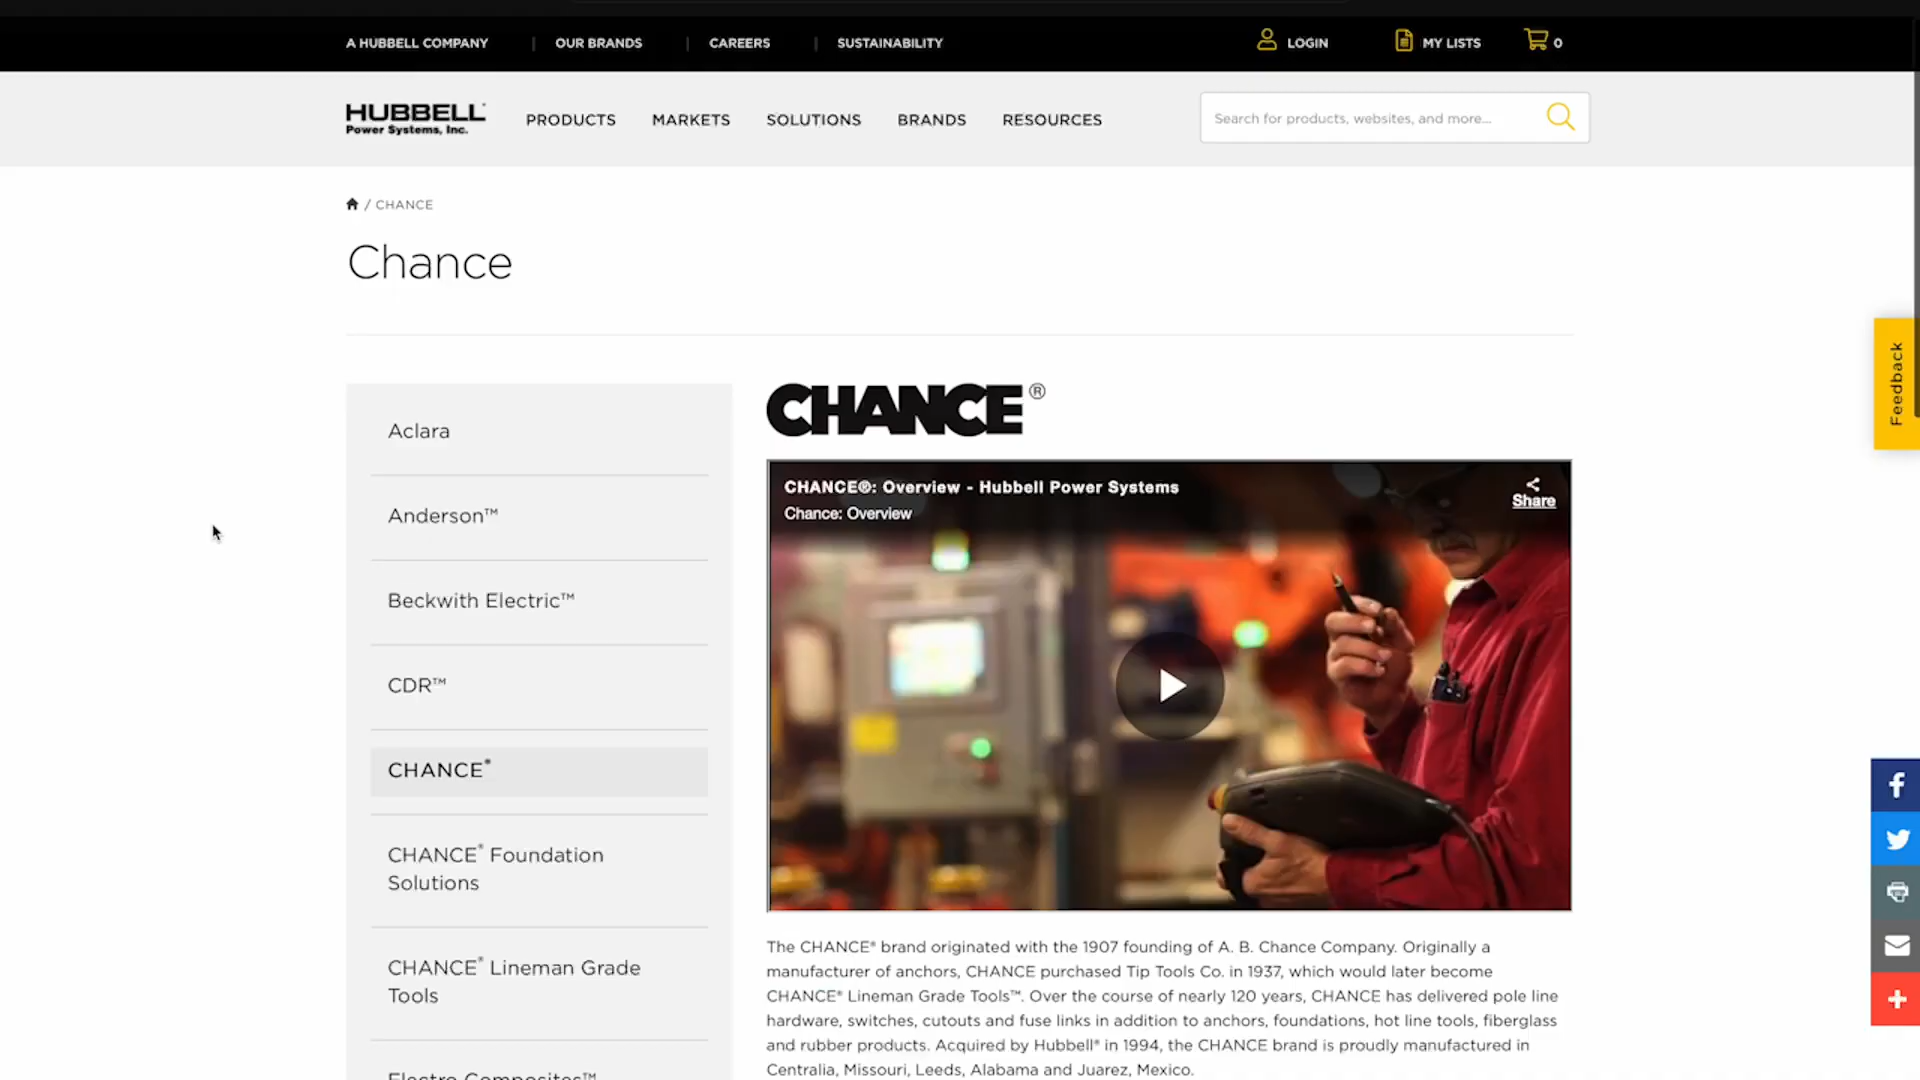 A HUBBELL COMPANY | OUR BRANDS | CAREERS | SUSTAINABILITY LOGIN MY LISTS 0
HUBBELL
Power Systems, Inc.
PRODUCTS MARKETS SOLUTIONS BRANDS RESOURCES
Search for products, websites, and more...
/ CHANCE
Chance
Feedback
Aclara
Anderson™
Beckwith Electric™
CDR™
CHANCE®
CHANCE® Foundation
Solutions
CHANCE® Lineman Grade
Tools
Electro Composites™
CHANCE®
CHANCE®: Overview - Hubbell Power Systems
Chance: Overview
Share
The CHANCE® brand originated with the 1907 founding of A. B. Chance Company. Originally a
manufacturer of anchors, CHANCE purchased Tip Tools Co. in 1937, which would later become
CHANCE® Lineman Grade Tools™. Over the course of nearly 120 years, CHANCE has delivered pole line
hardware, switches, cutouts and fuse links in addition to anchors, foundations, hot line tools, fiberglass
and rubber products. Acquired by Hubbell® in 1994, the CHANCE brand is proudly manufactured in
Centralia, Missouri, Leeds, Alabama and Juarez, Mexico.